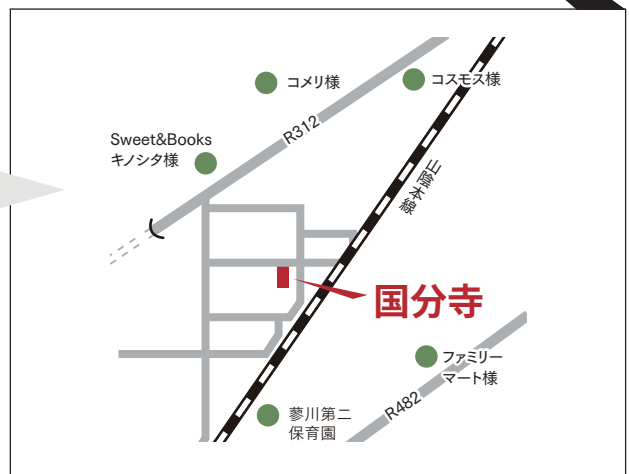 コメリ様
コスモス様
R312
Sweet&Books
キノシタ様
山陰本線
国分寺
ファミリー
マート様
R482
蓼川第二
保育園